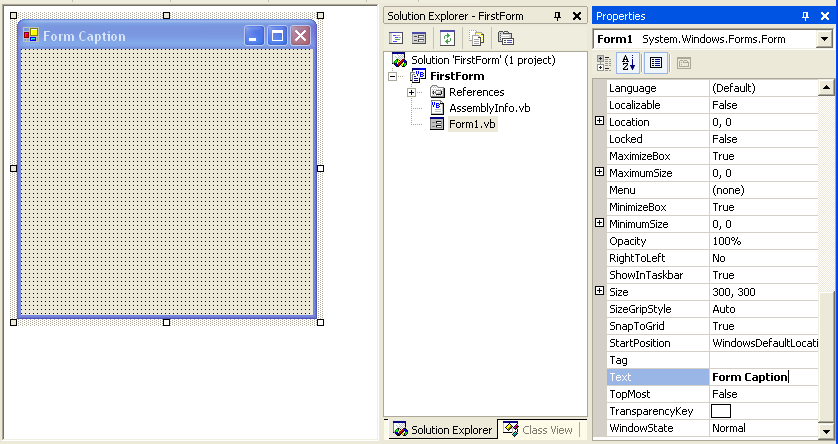 Form Caption
Solution Explorer - FirstForm
Solution 'FirstForm' (1 project)
FirstForm
References
AssemblyInfo.vb
Form1.vb
Solution Explorer
Class View
Properties
Form1 System.Windows.Forms.Form
Language (Default)
Localizable False
Location 0, 0
Locked False
MaximizeBox True
MaximumSize 0, 0
Menu (none)
MinimizeBox True
MinimumSize 0, 0
Opacity 100%
RightToLeft No
ShowInTaskbar True
Size 300, 300
SizeGripStyle Auto
SnapToGrid True
StartPosition WindowsDefaultLocati
Tag
Text Form Caption
TopMost False
TransparencyKey
WindowState Normal